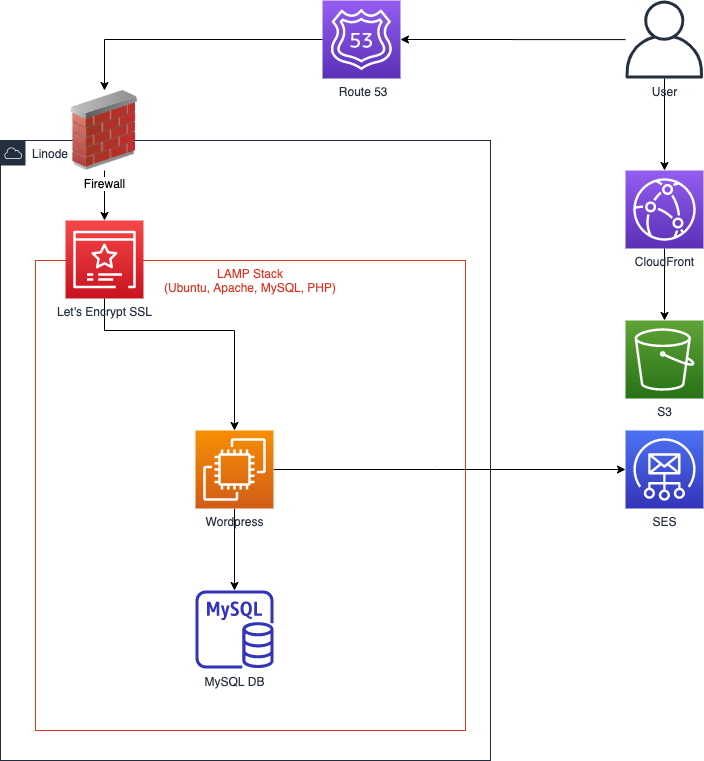 53
Route 53
User
Linode
Firewall
CloudFront
LAMP Stack
(Ubuntu, Apache, MySQL, PHP)
Let's Encrypt SSL
S3
Wordpress
SES
MySQL
MySQL DB